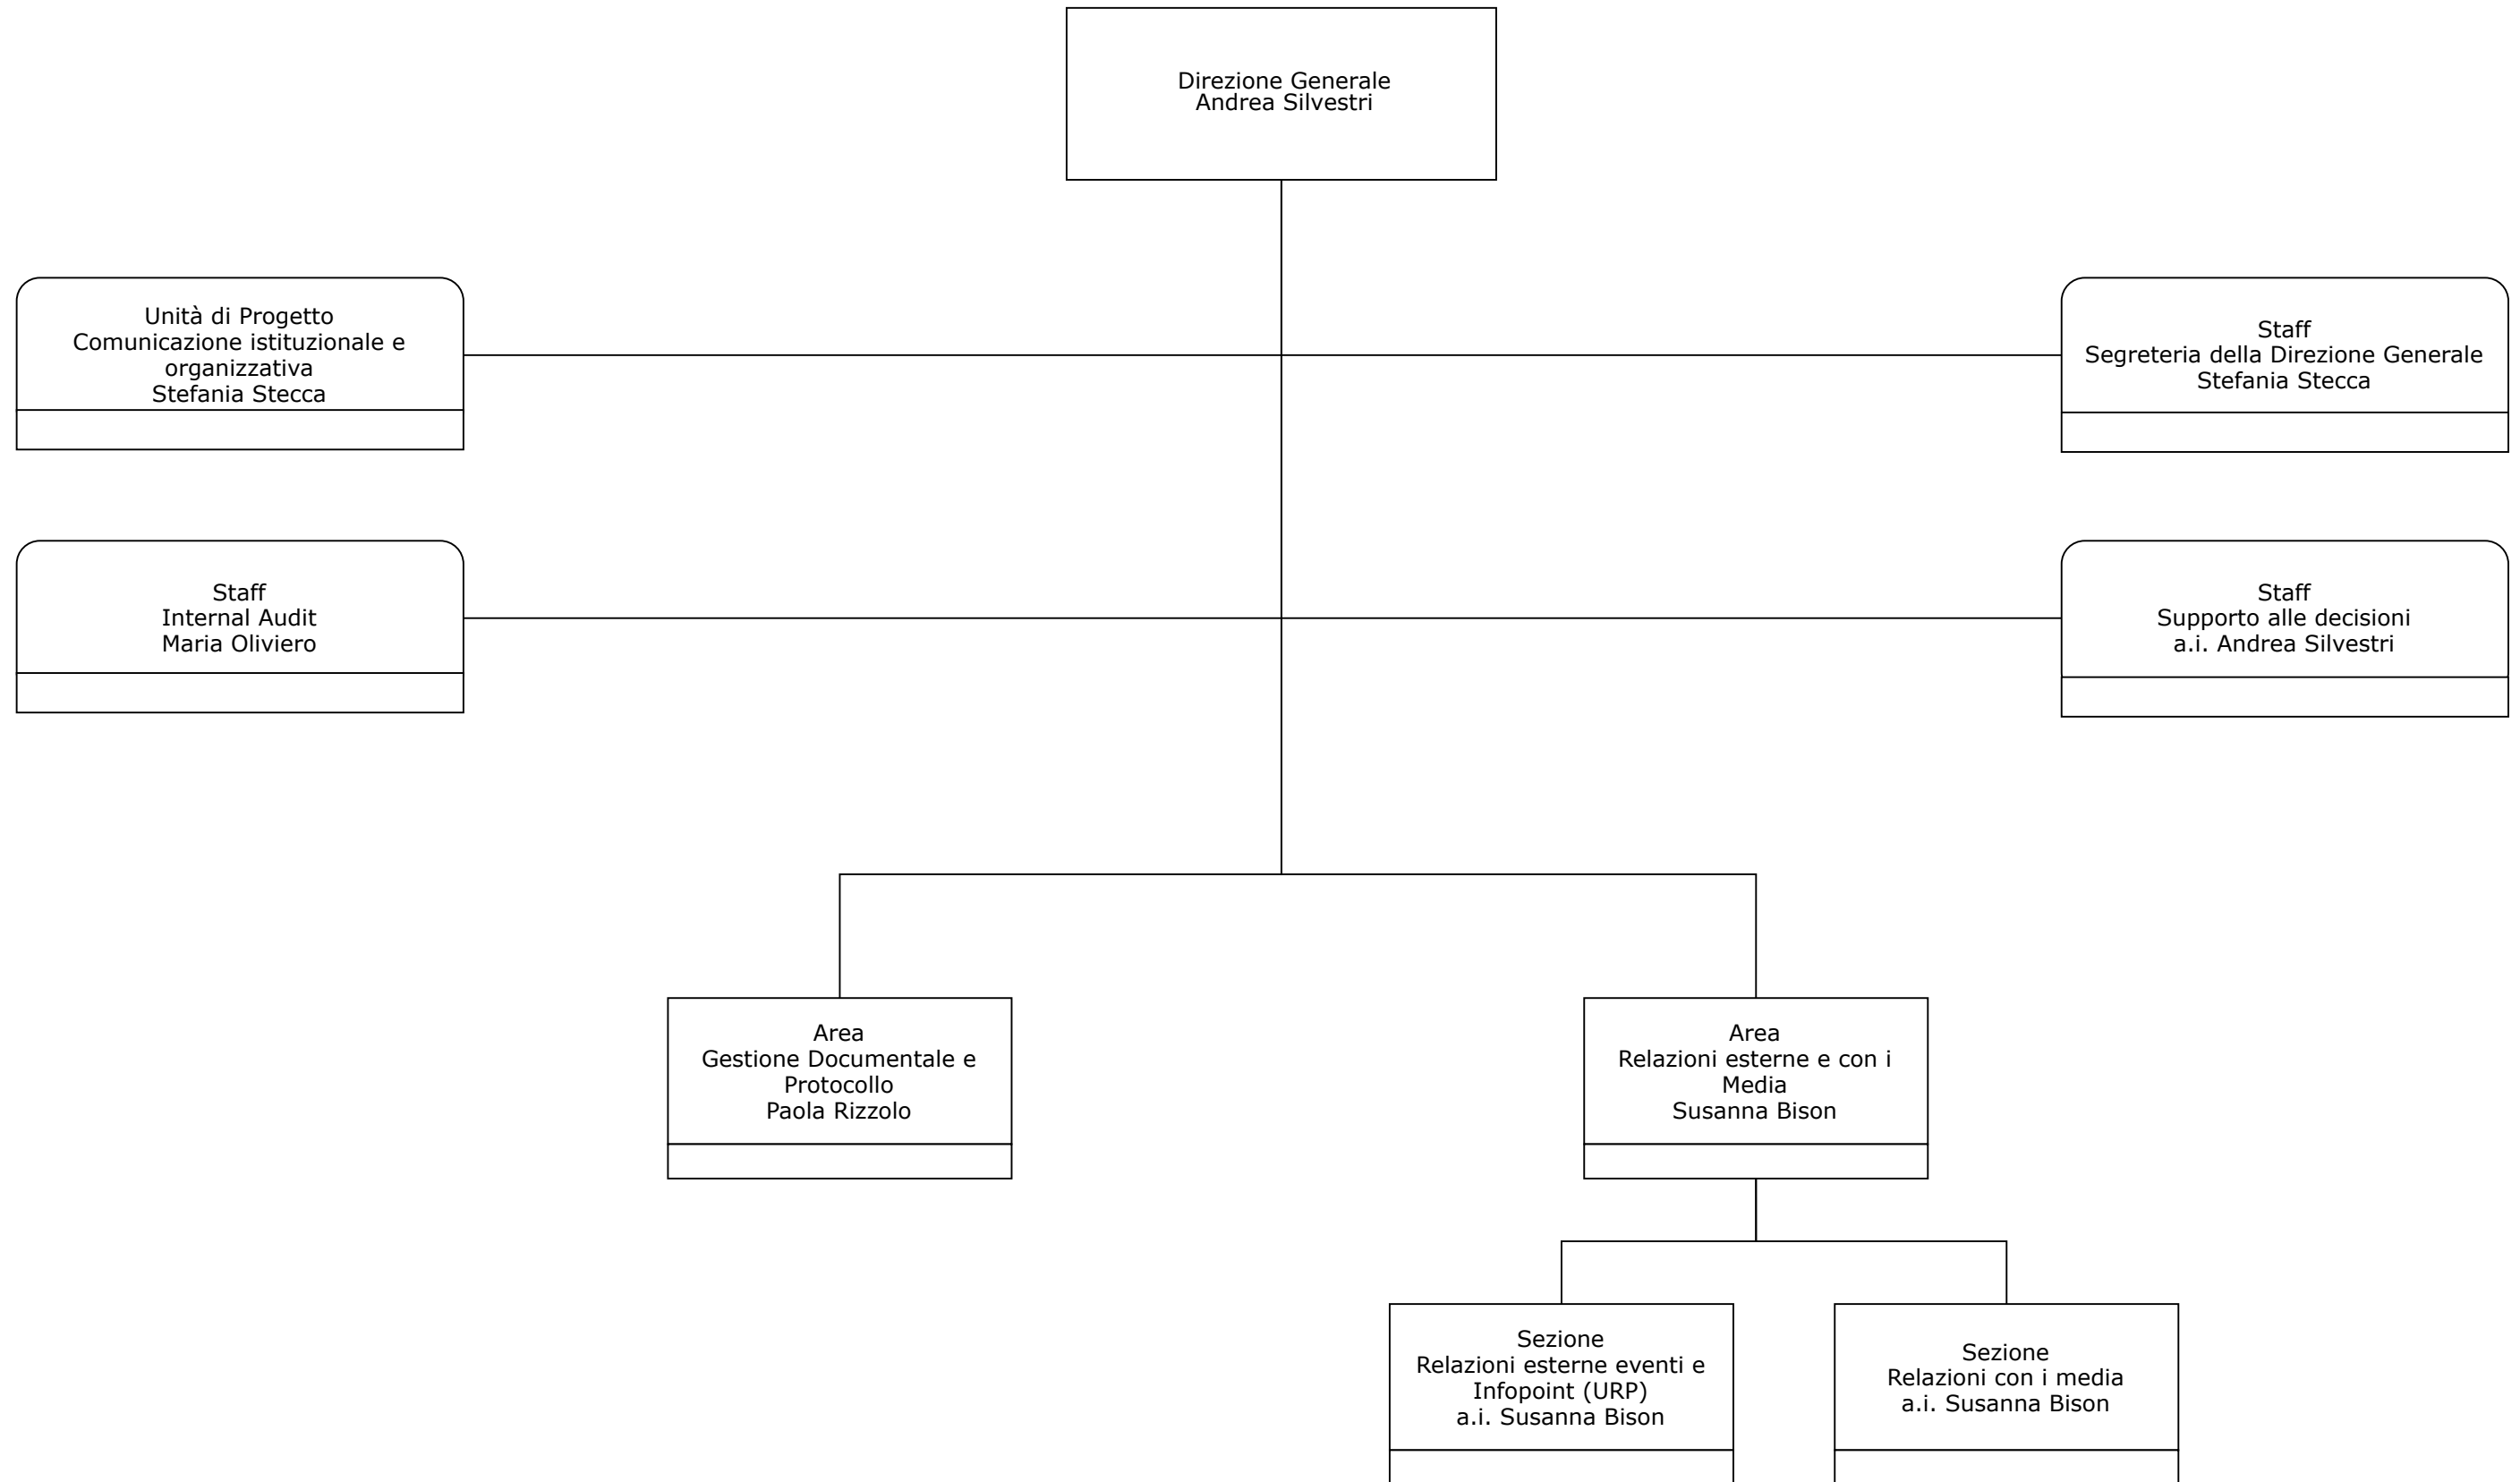 Direzione Generale
Andrea Silvestri
Unità di Progetto
Comunicazione istituzionale e
organizzativa
Stefania Stecca
Staff
Segreteria della Direzione Generale
Stefania Stecca
Staff
Internal Audit
Maria Oliviero
Staff
Supporto alle decisioni
a.i. Andrea Silvestri
Area
Gestione Documentale e
Protocollo
Paola Rizzolo
Area
Relazioni esterne e con i
Media
Susanna Bison
Sezione
Relazioni esterne eventi e
Infopoint (URP)
a.i. Susanna Bison
Sezione
Relazioni con i media
a.i. Susanna Bison